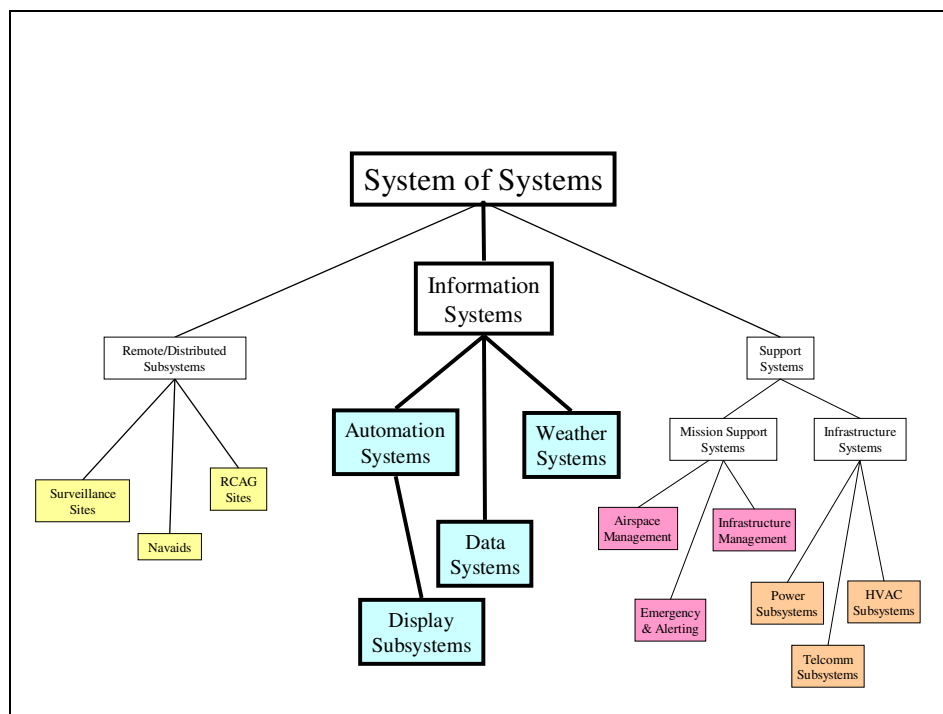 System of Systems
Information
Systems
Remote/Distributed
Subsystems
Support
Systems
Automation
Systems
Weather
Systems
Mission Support
Systems
Infrastructure
Systems
Surveillance
Sites
RCAG
Sites
Navaids
Airspace
Management
Infrastructure
Management
Data
Systems
Display
Subsystems
Emergency
& Alerting
Power
Subsystems
HVAC
Subsystems
Telcomm
Subsystems